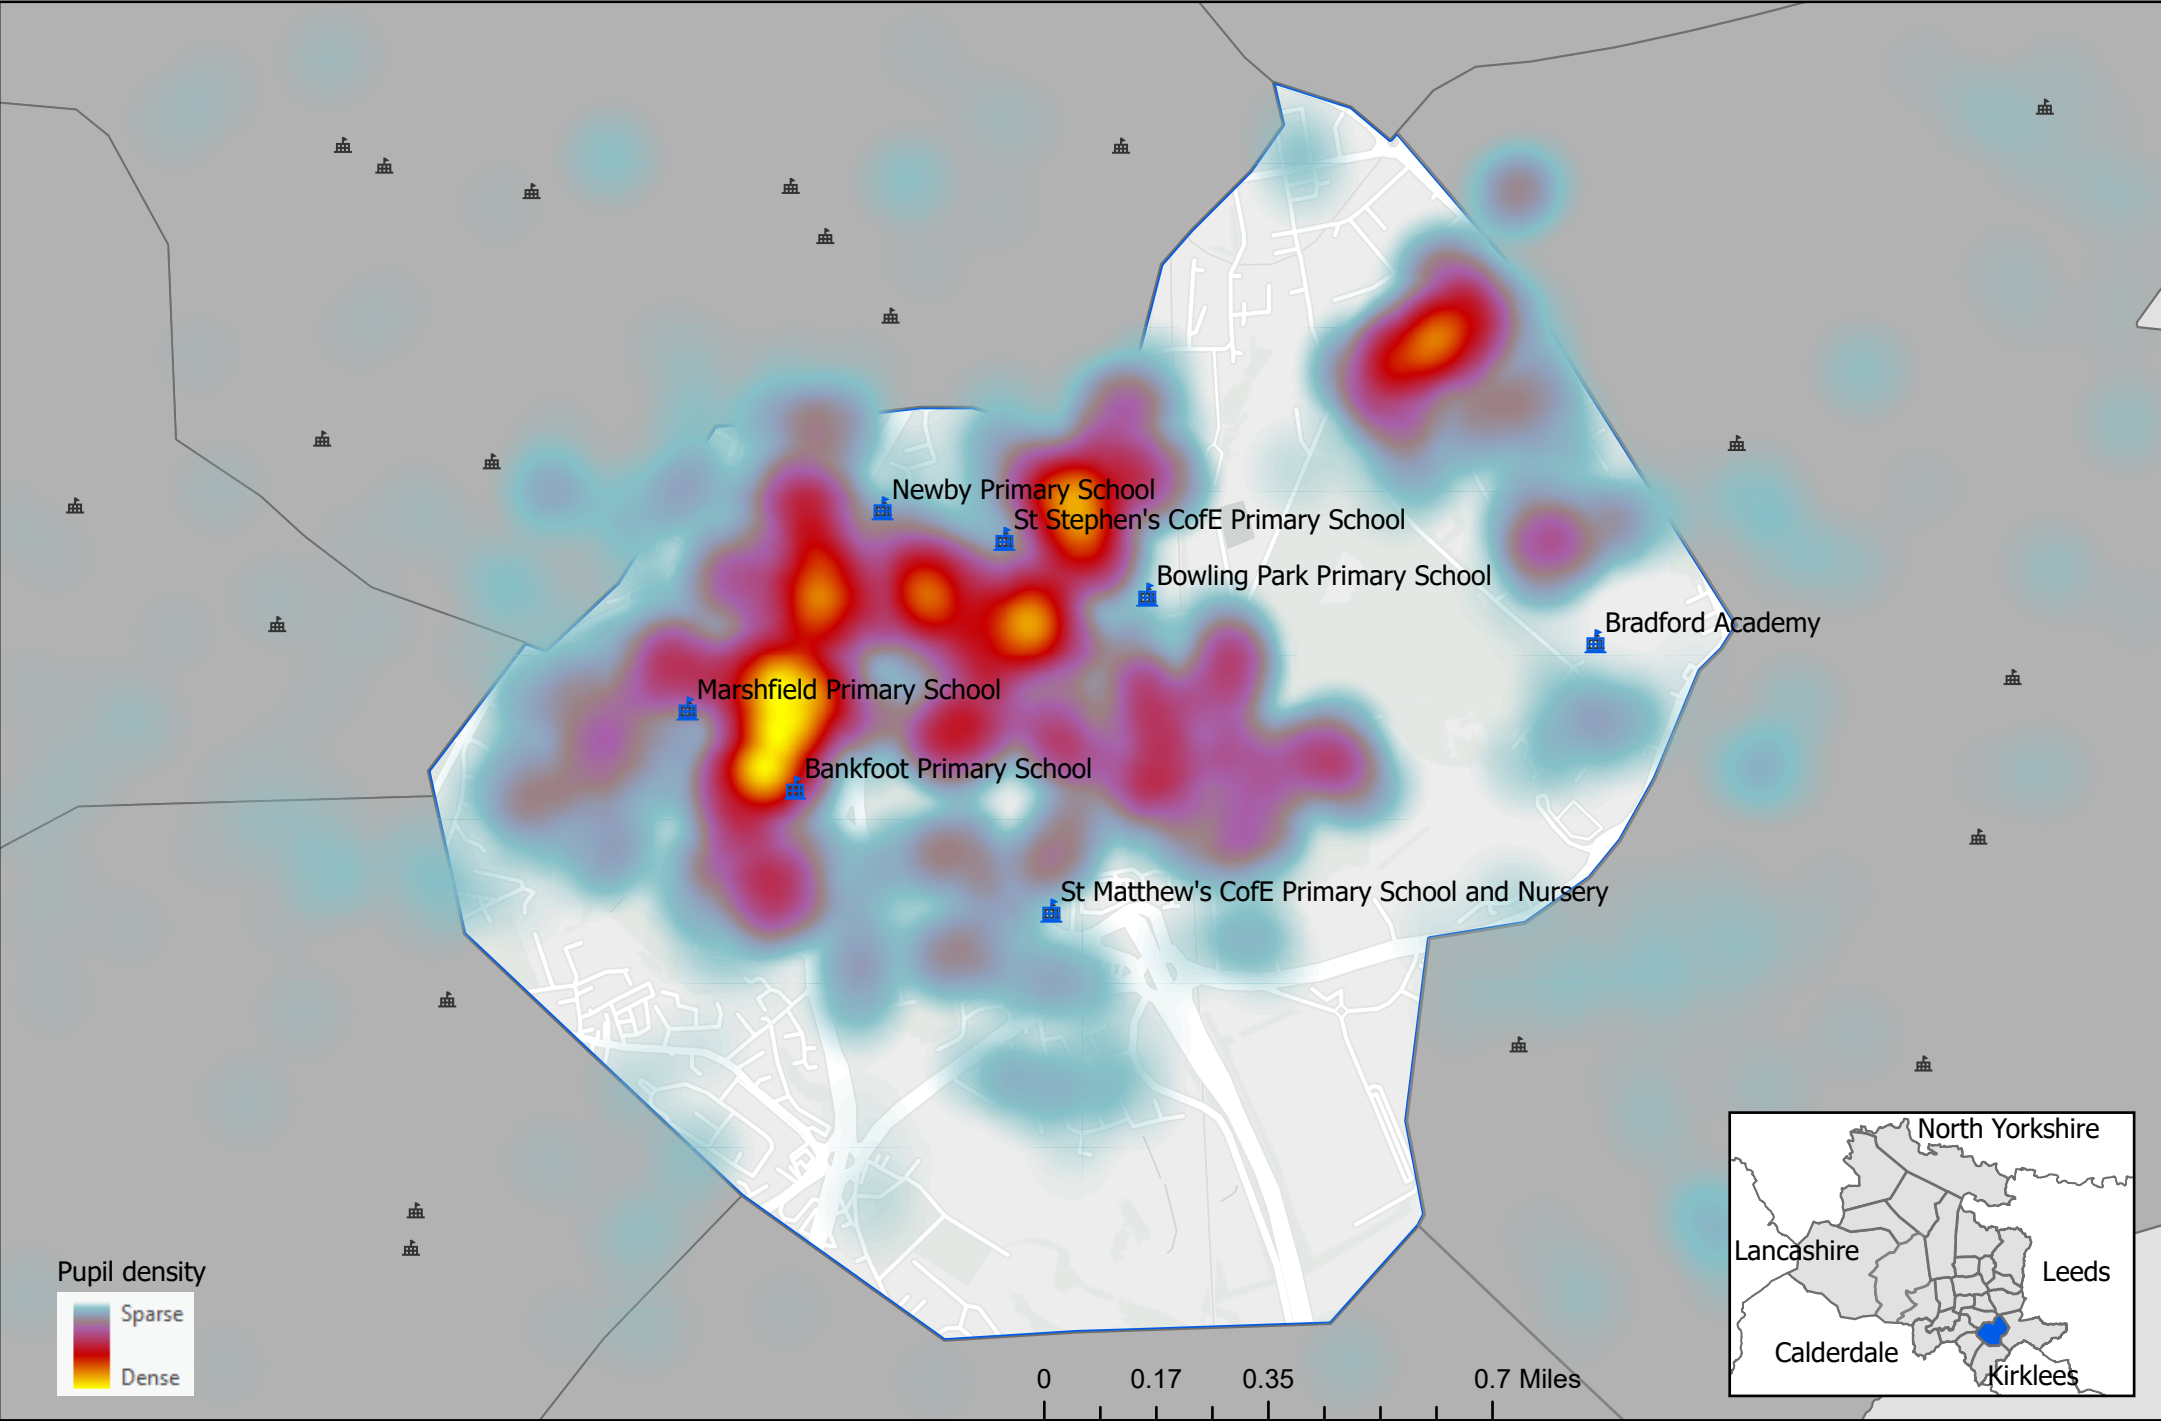 Newby Primary School
St Stephen's CofE Primary School
Bowling Park Primary School
Bradford Academy
Marshfield Primary School
Bankfoot Primary School
St Matthew's CofE Primary School and Nursery
Pupil density
Sparse
Dense
0 0.17 0.35 0.7 Miles
North Yorkshire
Lancashire
Leeds
Calderdale
Kirklees